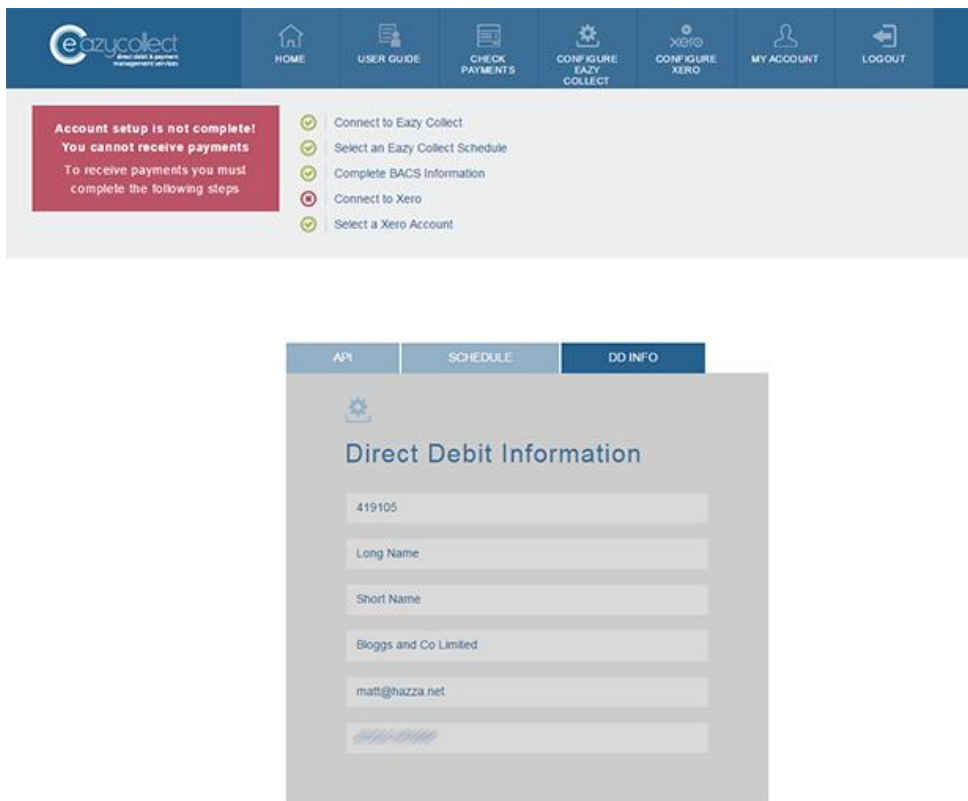 eazycollect
direct debit & payment
management services
HOME
USER GUIDE
CHECK
PAYMENTS
CONFIGURE
EAZY
COLLECT
xero
CONFIGURE
XERO
MY ACCOUNT
LOGOUT
Account setup is not complete!
You cannot receive payments
To receive payments you must
complete the following steps
Connect to Eazy Collect
Select an Eazy Collect Schedule
Complete BACS Information
Connect to Xero
Select a Xero Account
API
SCHEDULE
DD INFO
Direct Debit Information
419105
Long Name
Short Name
Bloggs and Co Limited
matt@hazza.net